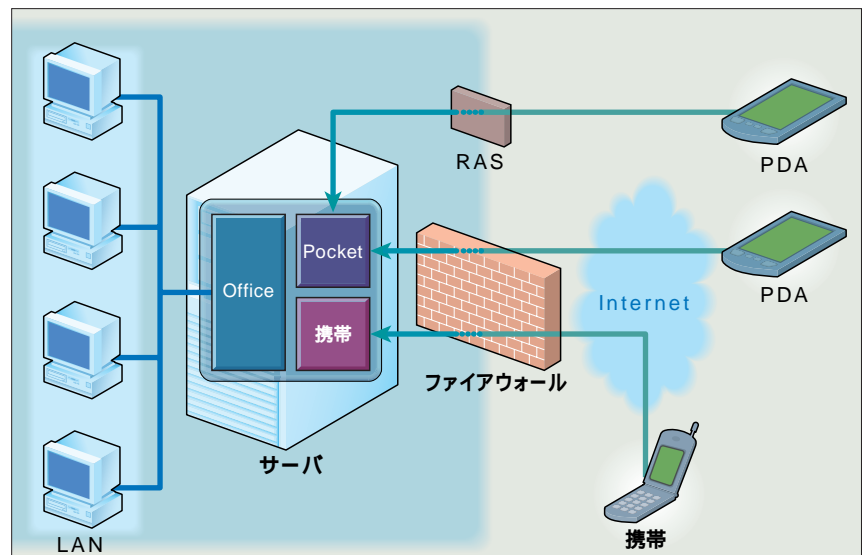 RAS
PDA
Pocket
Office
携帯
Internet
PDA
ファイアウォール
サーバ
LAN
携帯